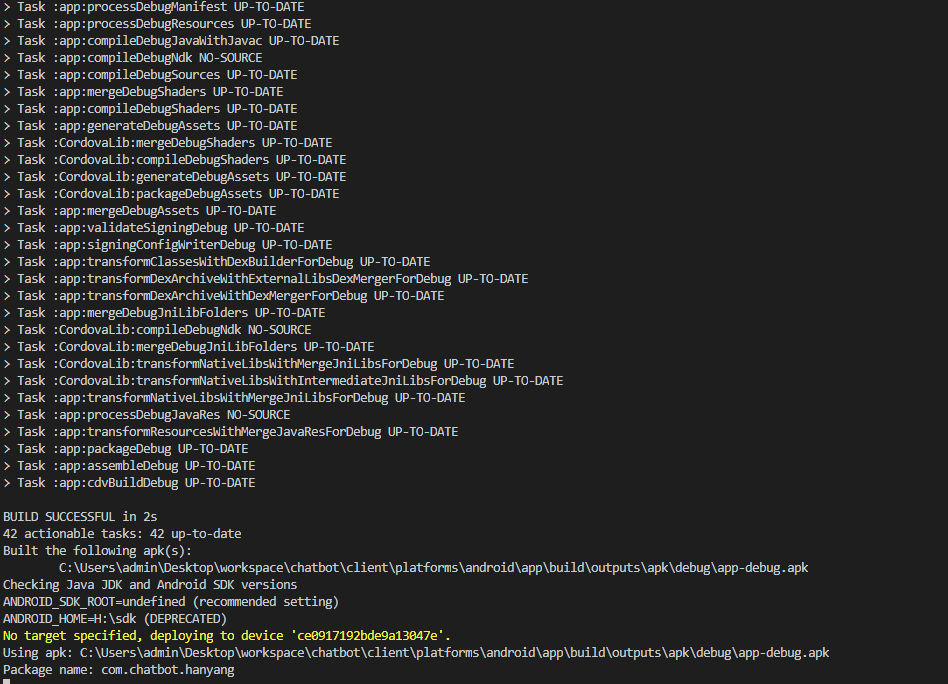 > Task :app:processDebugManifest UP-TO-DATE
> Task :app:processDebugResources UP-TO-DATE
> Task :app:compileDebugJavaWithJavac UP-TO-DATE
> Task :app:compileDebugNdk NO-SOURCE
> Task :app:compileDebugSources UP-TO-DATE
> Task :app:mergeDebugShaders UP-TO-DATE
> Task :app:compileDebugShaders UP-TO-DATE
> Task :app:generateDebugAssets UP-TO-DATE
> Task :CordovaLib:mergeDebugShaders UP-TO-DATE
> Task :CordovaLib:compileDebugShaders UP-TO-DATE
> Task :CordovaLib:generateDebugAssets UP-TO-DATE
> Task :CordovaLib:packageDebugAssets UP-TO-DATE
> Task :app:mergeDebugAssets UP-TO-DATE
> Task :app:validateSigningDebug UP-TO-DATE
> Task :app:signingConfigWriterDebug UP-TO-DATE
> Task :app:transformClassesWithDexBuilderForDebug UP-TO-DATE
> Task :app:transformDexArchiveWithExternalLibsDexMergerForDebug UP-TO-DATE
> Task :app:transformDexArchiveWithDexMergerForDebug UP-TO-DATE
> Task :app:mergeDebugJniLibFolders UP-TO-DATE
> Task :CordovaLib:compileDebugNdk NO-SOURCE
> Task :CordovaLib:mergeDebugJniLibFolders UP-TO-DATE
> Task :CordovaLib:transformNativeLibsWithMergeJniLibsForDebug UP-TO-DATE
> Task :CordovaLib:transformNativeLibsWithIntermediateJniLibsForDebug UP-TO-DATE
> Task :app:transformNativeLibsWithMergeJniLibsForDebug UP-TO-DATE
> Task :app:processDebugJavaRes NO-SOURCE
> Task :app:transformResourcesWithMergeJavaResForDebug UP-TO-DATE
> Task :app:packageDebug UP-TO-DATE
> Task :app:assembleDebug UP-TO-DATE
> Task :app:cdvBuildDebug UP-TO-DATE
BUILD SUCCESSFUL in 2s
42 actionable tasks: 42 up-to-date
Built the following apk(s):
C:\Users\admin\Desktop\workspace\chatbot\client\platforms\android\app\build\outputs\apk\debug\app-debug.apk
Checking Java JDK and Android SDK versions
ANDROID_SDK_ROOT=undefined (recommended setting)
ANDROID_HOME=H:\sdk (DEPRECATED)
No target specified, deploying to device 'ce0917192bde9a13047e'.
Using apk: C:\Users\admin\Desktop\workspace\chatbot\client\platforms\android\app\build\outputs\apk\debug\app-debug.apk
Package name: com.chatbot.hanyang